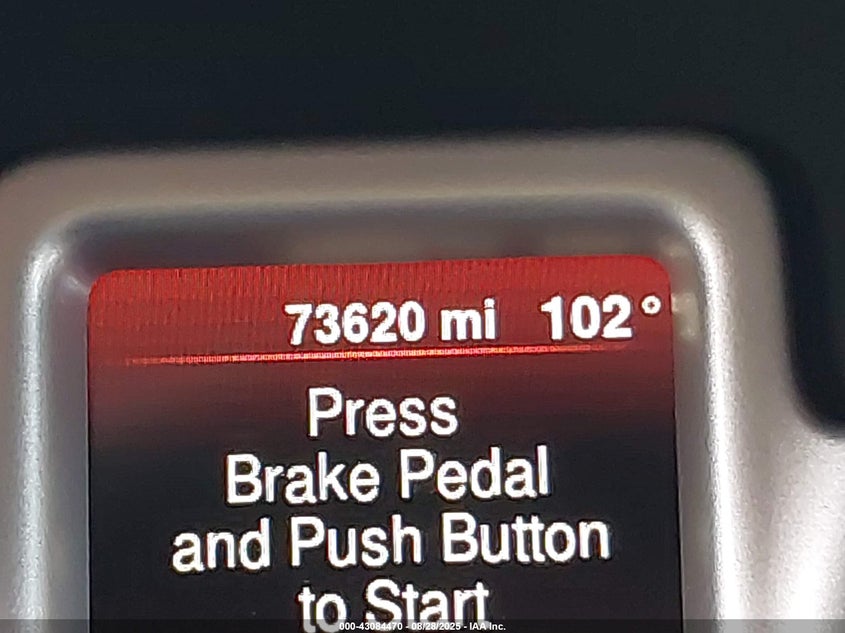 73620 mi 102°
Press
Brake Pedal
and Push Button
to Start
000-43084470 - 08/28/2025 - IAA Inc.